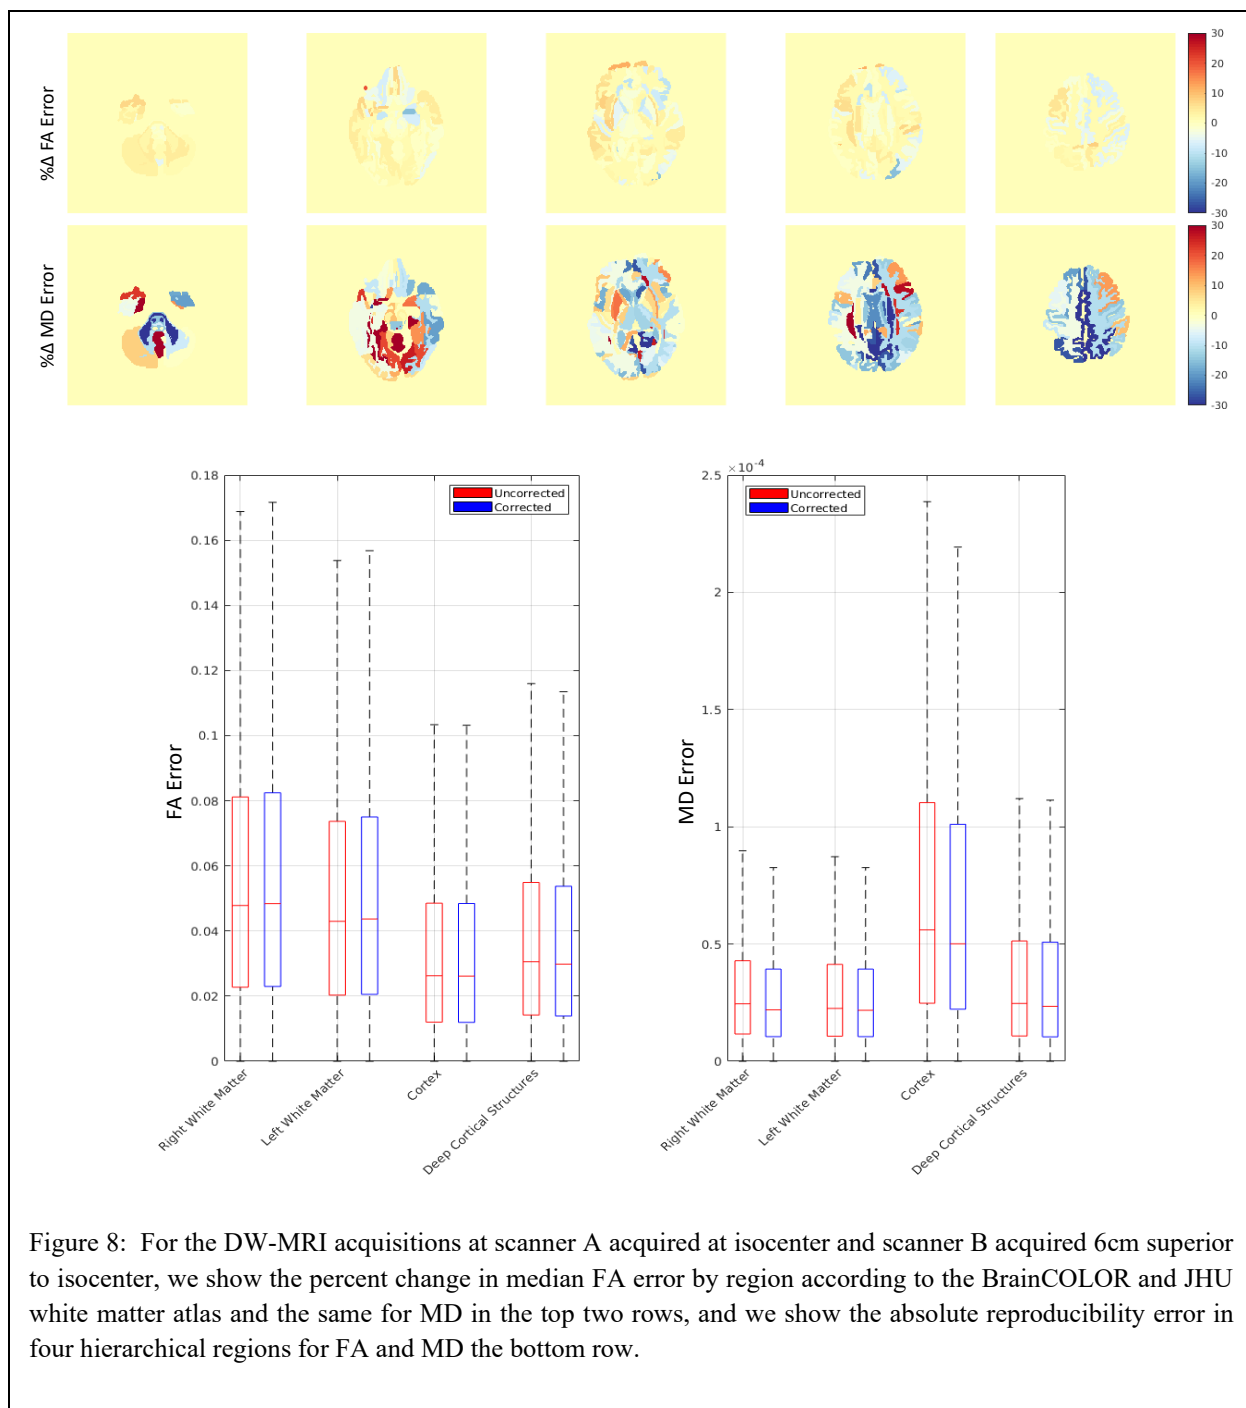 %Δ FA Error
30
20
10
0
-10
-20
-30
%Δ MD Error
30
20
10
0
-10
-20
-30
0.18
0.16
0.14
0.12
0.1
0.08
0.06
0.04
0.02
0
FA Error
Uncorrected
Corrected
Right White Matter
Left White Matter
Cortex
Deep Cortical Structures
×10⁻⁴
2.5
2
1.5
1
0.5
0
MD Error
Uncorrected
Corrected
Right White Matter
Left White Matter
Cortex
Deep Cortical Structures
Figure 8:  For the DW-MRI acquisitions at scanner A acquired at isocenter and scanner B acquired 6cm superior
to isocenter, we show the percent change in median FA error by region according to the BrainCOLOR and JHU
white matter atlas and the same for MD in the top two rows, and we show the absolute reproducibility error in
four hierarchical regions for FA and MD the bottom row.